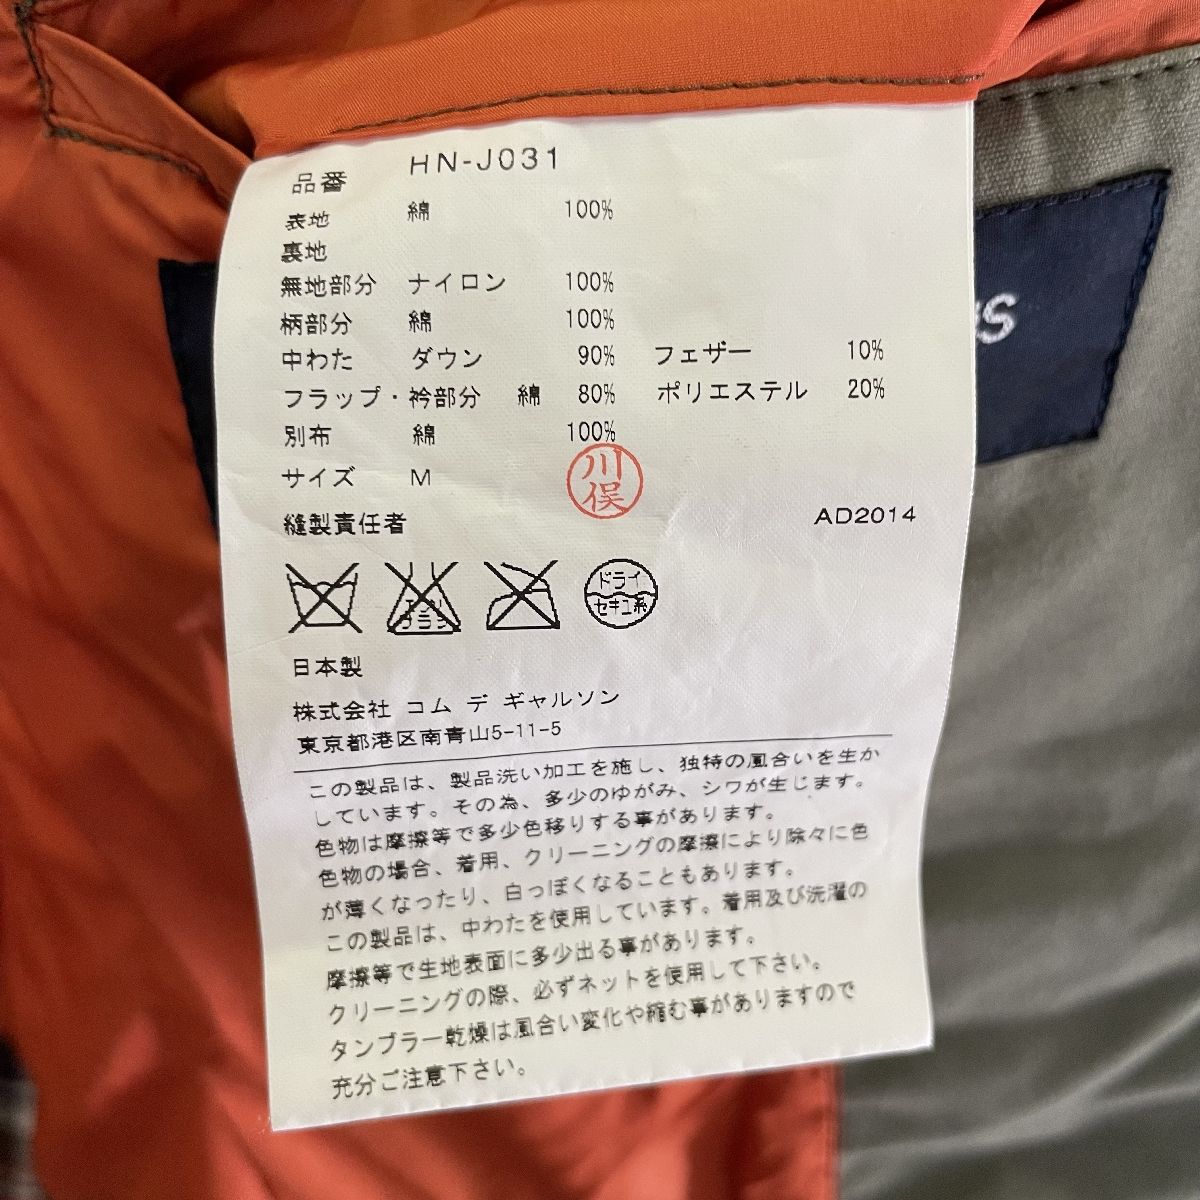 品番 HN-J031
表地 綿 100%
裏地
無地部分 ナイロン 100%
柄部分 綿 100%
中わた ダウン 90% フェザー 10%
フラップ・衿部分 綿 80% ポリエステル 20%
別布 綿 100%
サイズ M
川俣
縫製責任者
AD2014
エンソ
サラシ
ドライ
セキユ系
日本製
株式会社 コム デ ギャルソン
東京都港区南青山5-11-5
この製品は、製品洗い加工を施し、独特の風合いを生か
しています。その為、多少のゆがみ、シワが生じます。
色物は摩擦等で多少色移りする事があります。
色物の場合、着用、クリーニングの摩擦により除々に色
が薄くなったり、白っぽくなることもあります。
この製品は、中わたを使用しています。着用及び洗濯の
摩擦等で生地表面に多少出る事があります。
クリーニングの際、必ずネットを使用して下さい。
タンブラー乾燥は風合い変化や縮む事がありますので
充分ご注意下さい。